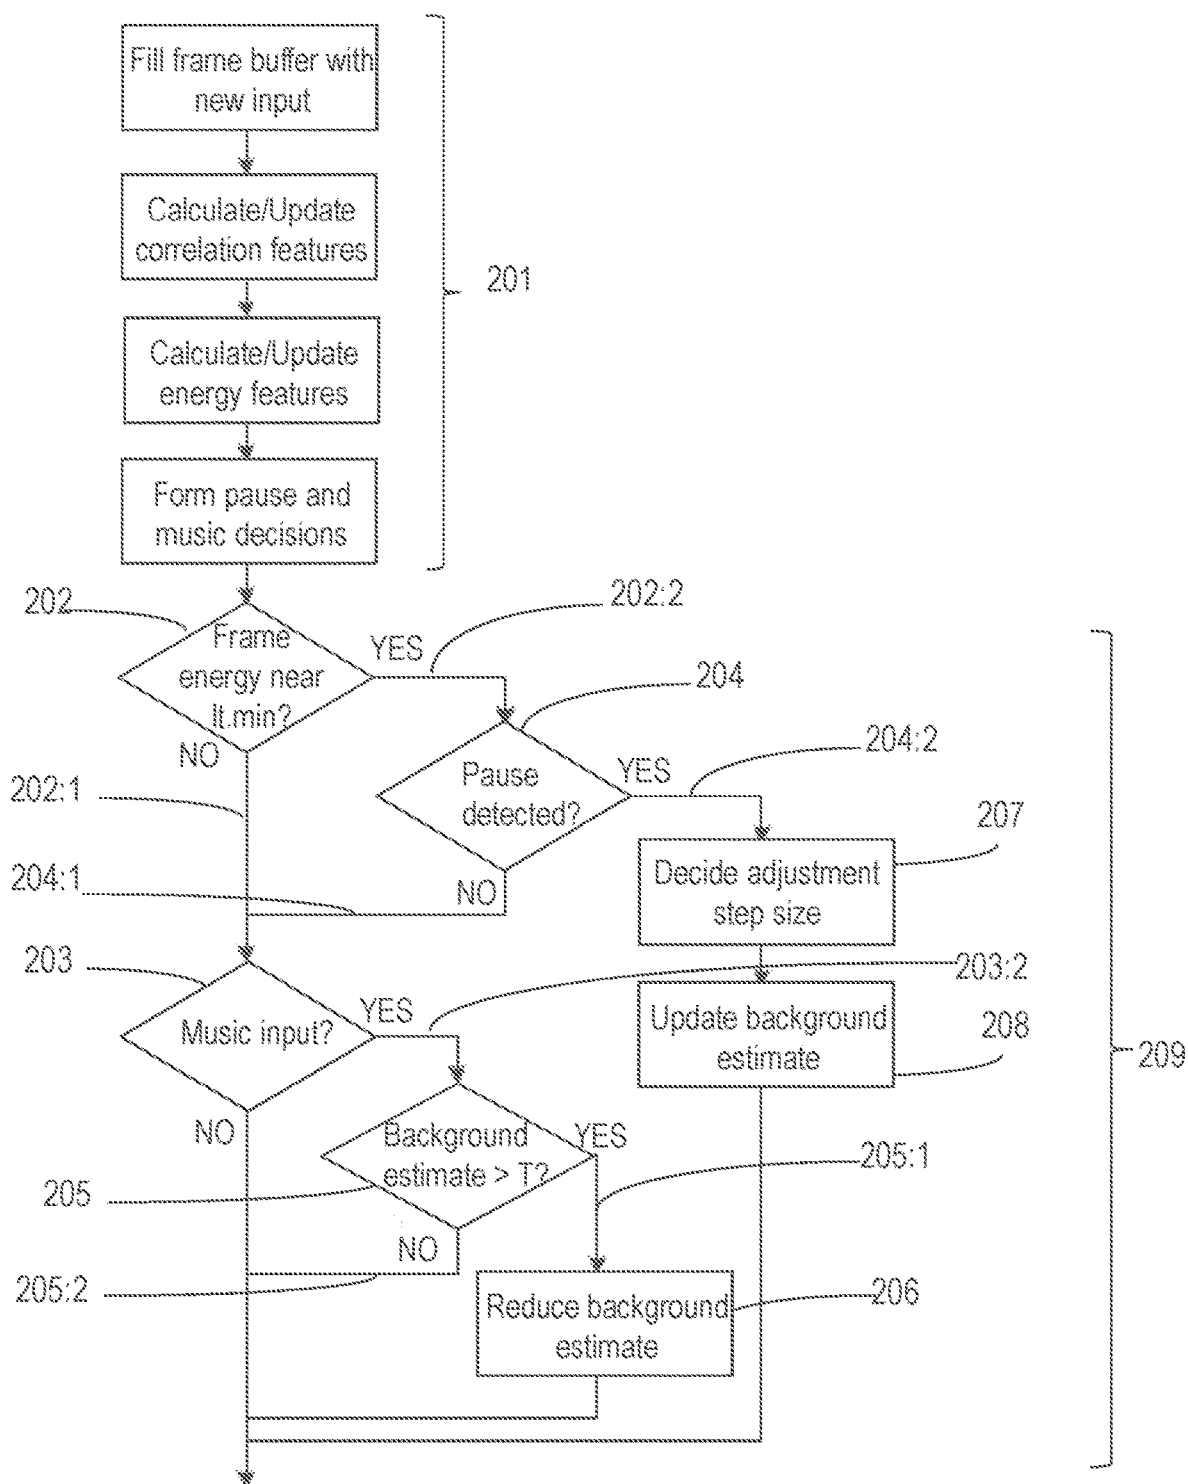 Fill frame buffer with
new input
Calculate/Update
correlation features
201
Calculate/Update
energy features
Form pause and
music decisions
202
202:2
Frame
energy near
lt.min?
YES
NO
204
204:2
Pause
detected?
YES
NO
202:1
204:1
207
Decide adjustment
step size
203
203:2
Music input?
YES
NO
Update background
estimate
208
209
Background
estimate > T?
YES
205:1
205
NO
205:2
Reduce background
estimate
206